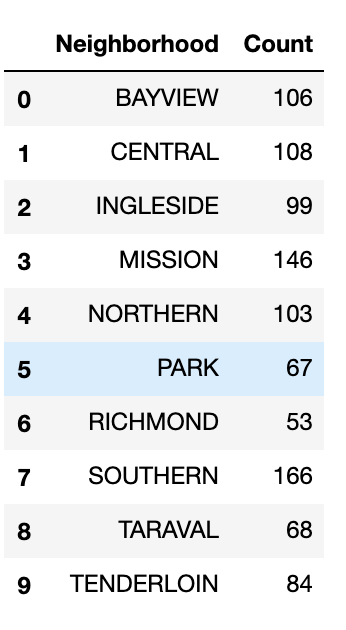 Neighborhood Count
0 BAYVIEW 106
1 CENTRAL 108
2 INGLESIDE 99
3 MISSION 146
4 NORTHERN 103
5 PARK 67
6 RICHMOND 53
7 SOUTHERN 166
8 TARAVAL 68
9 TENDERLOIN 84